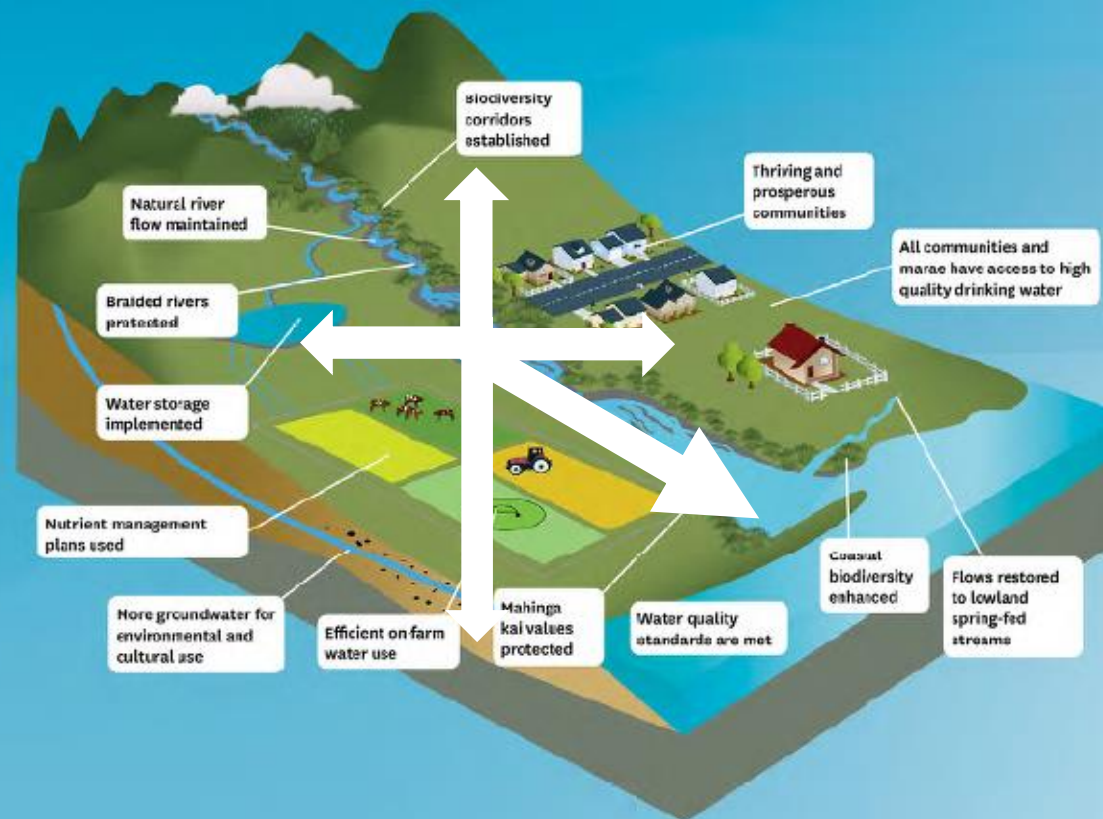 Biodiversity
corridors
established
Natural river
flow maintained
Thriving and
prosperous
communities
All communities and
marae have access to high
quality drinking water
Braided rivers
protected
Water storage
implemented
Nutrient management
plans used
More groundwater for
environmental and
cultural use
Efficient on farm
water use
Mahinga
kai values
protected
Water quality
standards are met
Coastal
biodiversity
enhanced
Flows restored
to lowland
spring-fed
streams